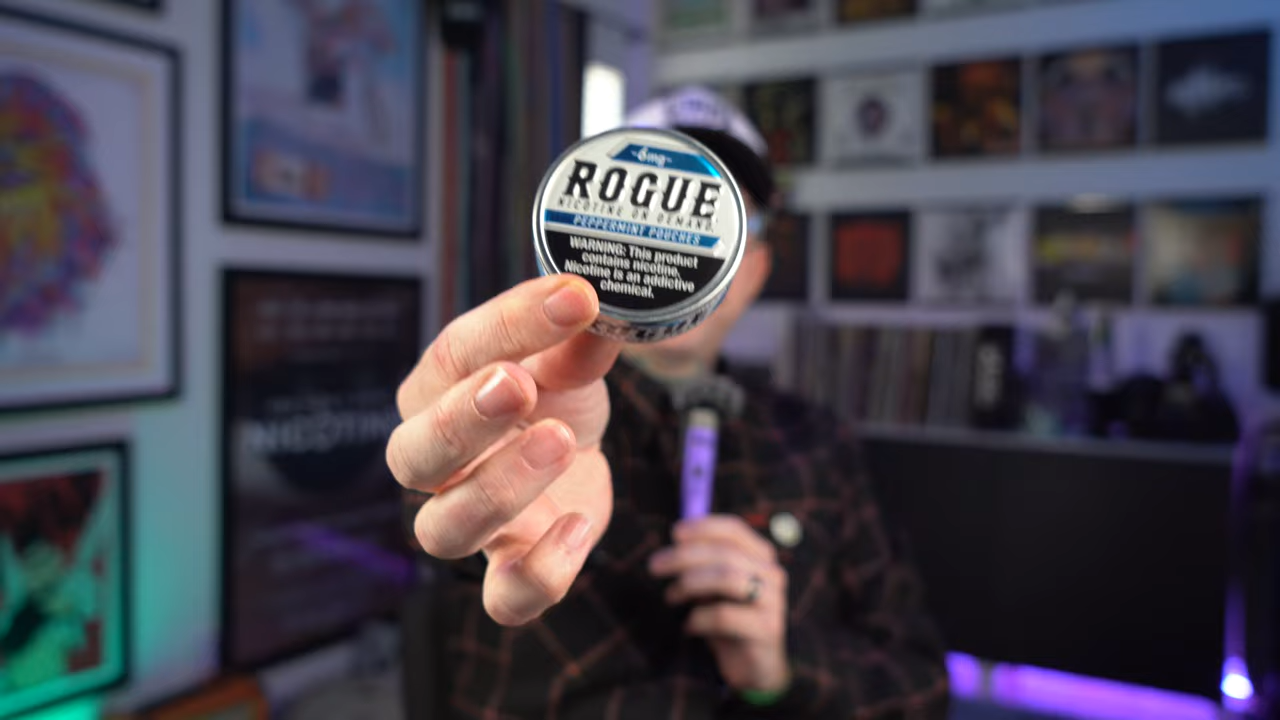 -6mg-
ROGUE
NICOTINE ON DEMAND.
PEPPERMINT POUCHES
WARNING: This product
contains nicotine.
Nicotine is an addictive
chemical.
NICOTINE